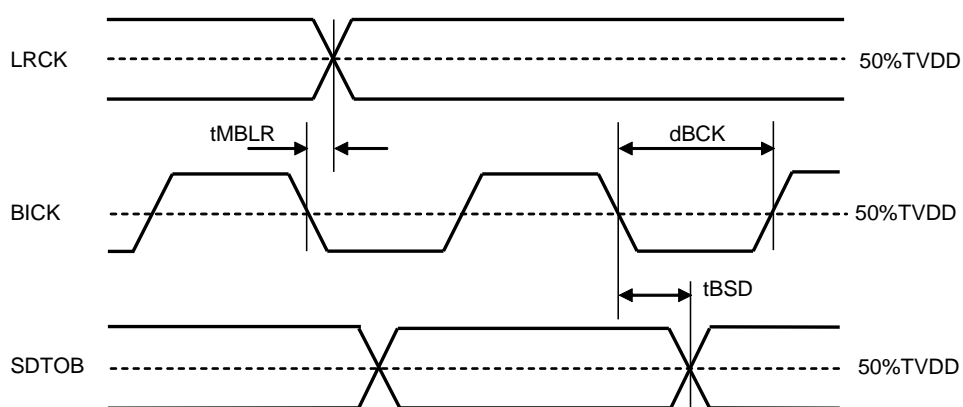 LRCK
50%TVDD
tMBLR
dBCK
BICK
50%TVDD
tBSD
SDTOB
50%TVDD